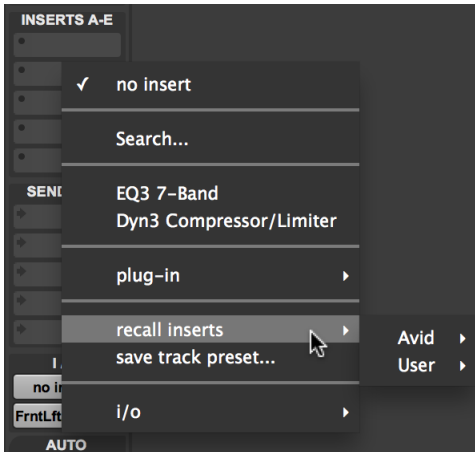 INSERTS A-E
✓ no insert
Search...
EQ3 7-Band
Dyn3 Compressor/Limiter
SEND
plug-in
recall inserts
Avid
save track preset...
User
I
no in
i/o
FrntLft
AUTO